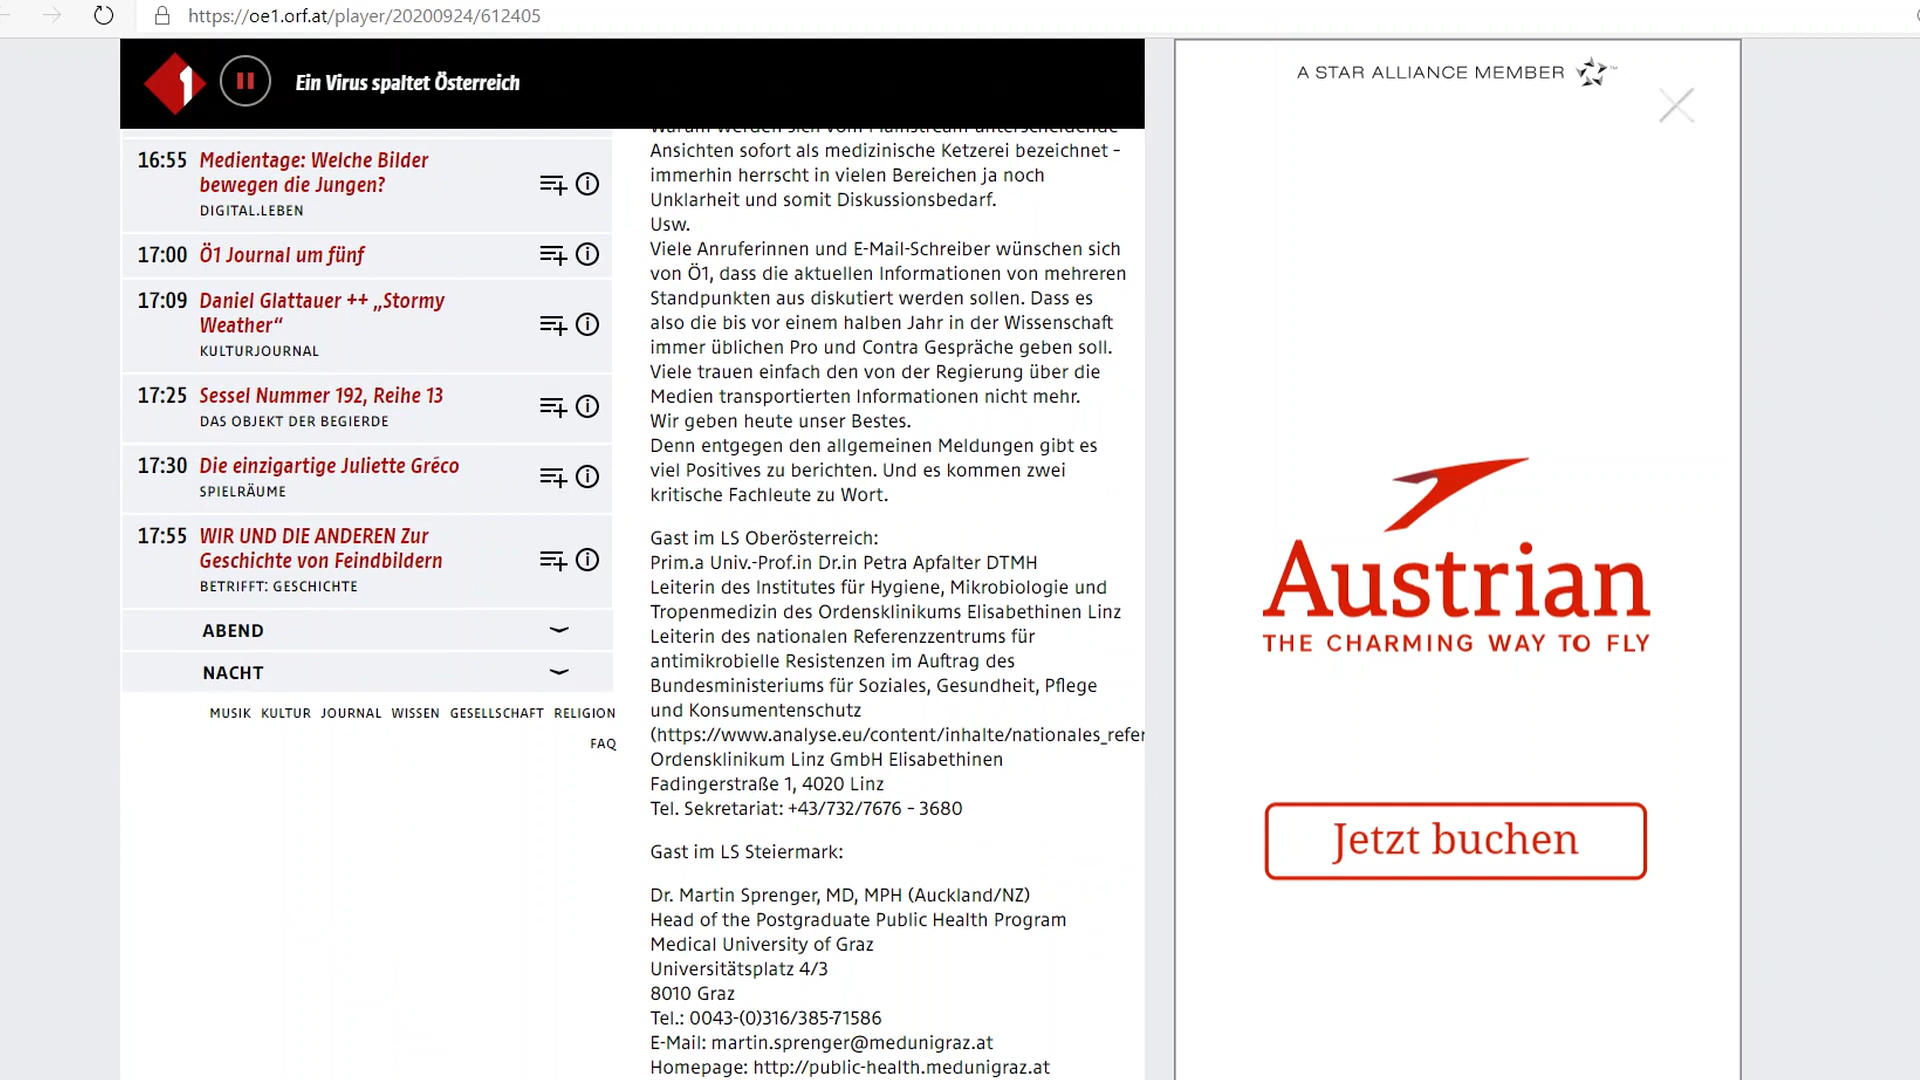 https://oe1.orf.at/player/20200924/612405
1
Ein Virus spaltet Österreich
16:55 Medientage: Welche Bilder
bewegen die Jungen?
DIGITAL.LEBEN
17:00 Ö1 Journal um fünf
17:09 Daniel Glattauer ++ „Stormy
Weather“
KULTURJOURNAL
17:25 Sessel Nummer 192, Reihe 13
DAS OBJEKT DER BEGIERDE
17:30 Die einzigartige Juliette Gréco
SPIELRÄUME
17:55 WIR UND DIE ANDEREN Zur
Geschichte von Feindbildern
BETRIFFT: GESCHICHTE
ABEND
NACHT
MUSIK KULTUR JOURNAL WISSEN GESELLSCHAFT RELIGION
FAQ
Warum werden sich vom Mainstream unterscheidende
Ansichten sofort als medizinische Ketzerei bezeichnet –
immerhin herrscht in vielen Bereichen ja noch
Unklarheit und somit Diskussionsbedarf.
Usw.
Viele Anruferinnen und E-Mail-Schreiber wünschen sich
von Ö1, dass die aktuellen Informationen von mehreren
Standpunkten aus diskutiert werden sollen. Dass es
also die bis vor einem halben Jahr in der Wissenschaft
immer üblichen Pro und Contra Gespräche geben soll.
Viele trauen einfach den von der Regierung über die
Medien transportierten Informationen nicht mehr.
Wir geben heute unser Bestes.
Denn entgegen den allgemeinen Meldungen gibt es
viel Positives zu berichten. Und es kommen zwei
kritische Fachleute zu Wort.
Gast im LS Oberösterreich:
Prim.a Univ.-Prof.in Dr.in Petra Apfalter DTMH
Leiterin des Institutes für Hygiene, Mikrobiologie und
Tropenmedizin des Ordensklinikums Elisabethinen Linz
Leiterin des nationalen Referenzzentrums für
antimikrobielle Resistenzen im Auftrag des
Bundesministeriums für Soziales, Gesundheit, Pflege
und Konsumentenschutz
(https://www.analyse.eu/content/inhalte/nationales_refer
Ordensklinikum Linz GmbH Elisabethinen
Fadingerstraße 1, 4020 Linz
Tel. Sekretariat: +43/732/7676 – 3680
Gast im LS Steiermark:
Dr. Martin Sprenger, MD, MPH (Auckland/NZ)
Head of the Postgraduate Public Health Program
Medical University of Graz
Universitätsplatz 4/3
8010 Graz
Tel.: 0043-(0)316/385-71586
E-Mail: martin.sprenger@medunigraz.at
Homepage: http://public-health.medunigraz.at
A STAR ALLIANCE MEMBER ™
Austrian
THE CHARMING WAY TO FLY
Jetzt buchen